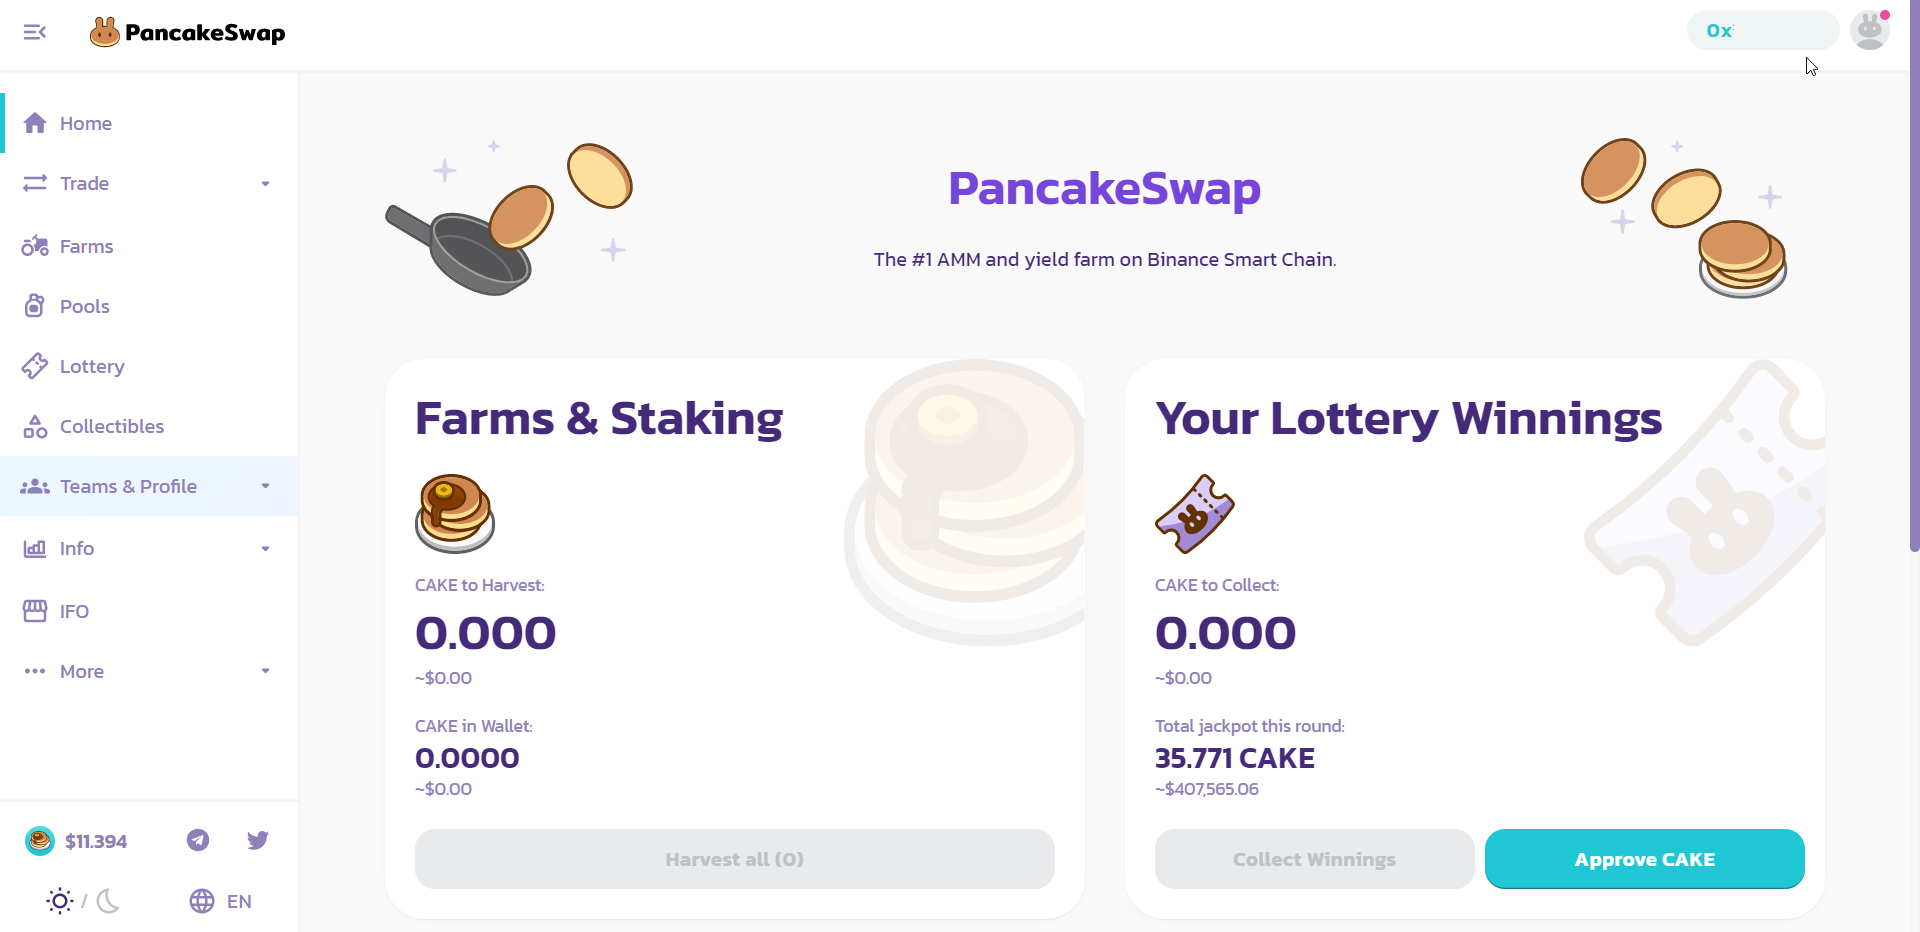 PancakeSwap
0x
Home
Trade
Farms
Pools
Lottery
Collectibles
Teams & Profile
Info
IFO
More
$11.394
/
EN
PancakeSwap
The #1 AMM and yield farm on Binance Smart Chain.
Farms & Staking
CAKE to Harvest:
0.000
~$0.00
CAKE in Wallet:
0.0000
~$0.00
Harvest all (0)
Your Lottery Winnings
CAKE to Collect:
0.000
~$0.00
Total jackpot this round:
35.771 CAKE
~$407,565.06
Collect Winnings
Approve CAKE